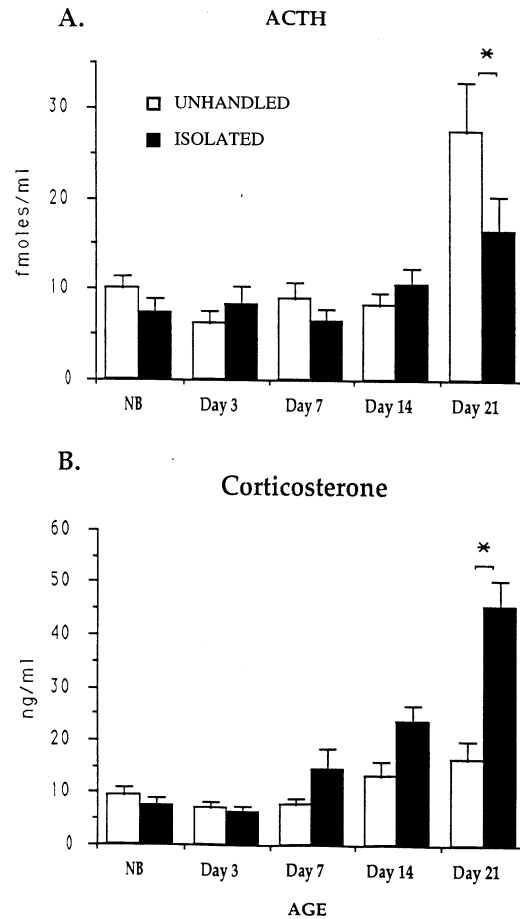 A.
ACTH
*
UNHANDLED
ISOLATED
fmoles/ml
30
20
10
0
NB Day 3 Day 7 Day 14 Day 21
B.
Corticosterone
*
ng/ml
60
50
40
30
20
10
0
NB Day 3 Day 7 Day 14 Day 21
AGE